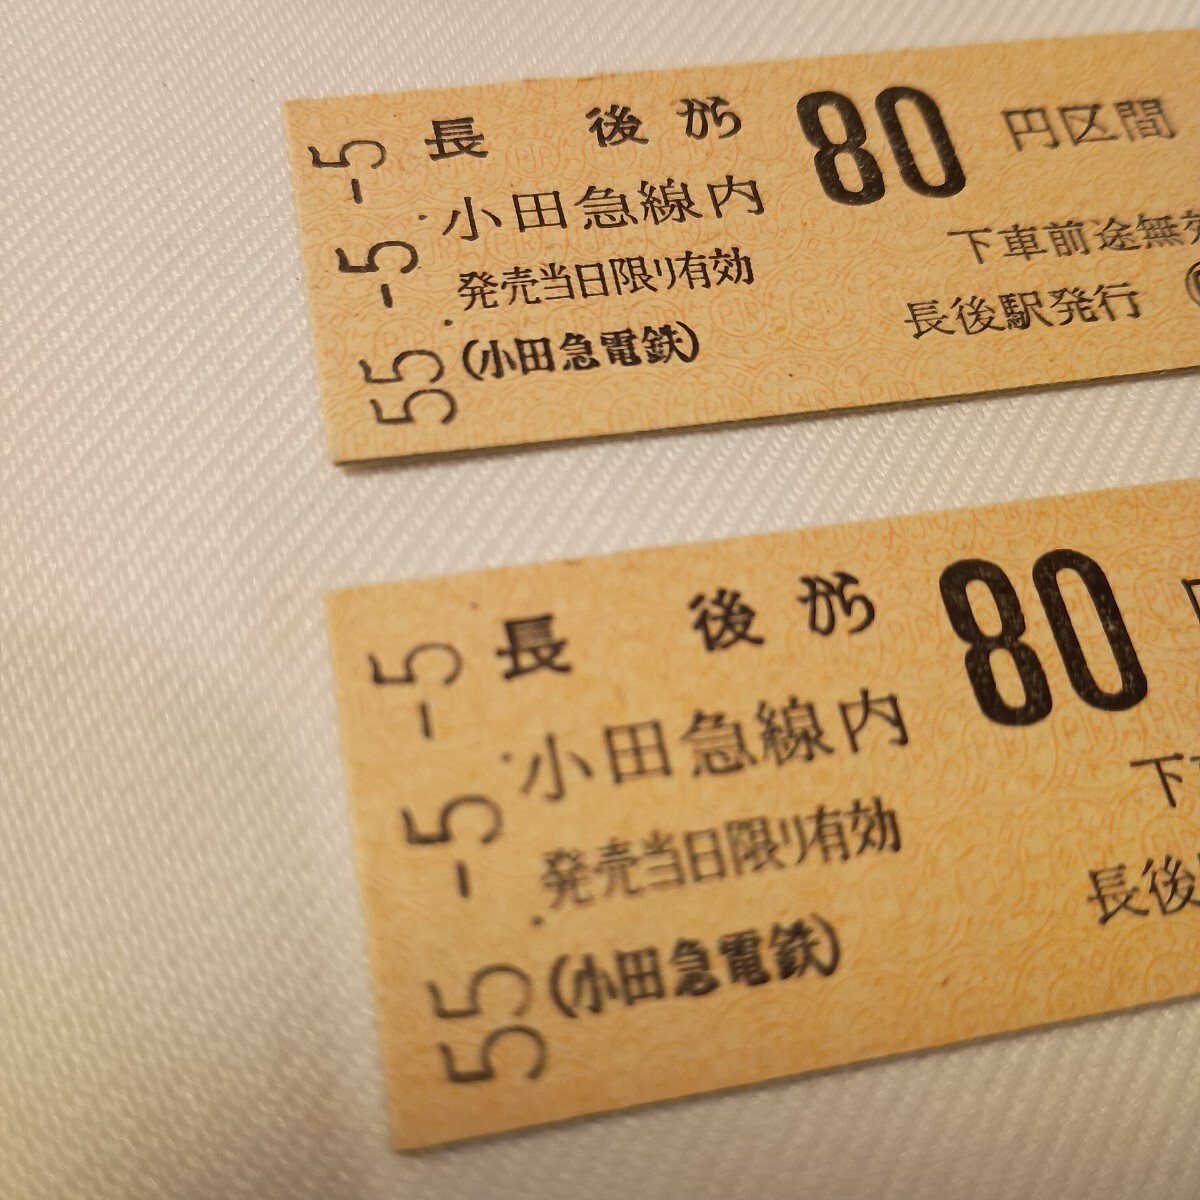 55.-5.-5
長 後から 80 円区間
小田急線内
下車前途無効
発売当日限リ有効
長後駅発行
(小田急電鉄)
55.-5.-5
長 後から 80
小田急線内
発売当日限リ有効
長後
(小田急電鉄)